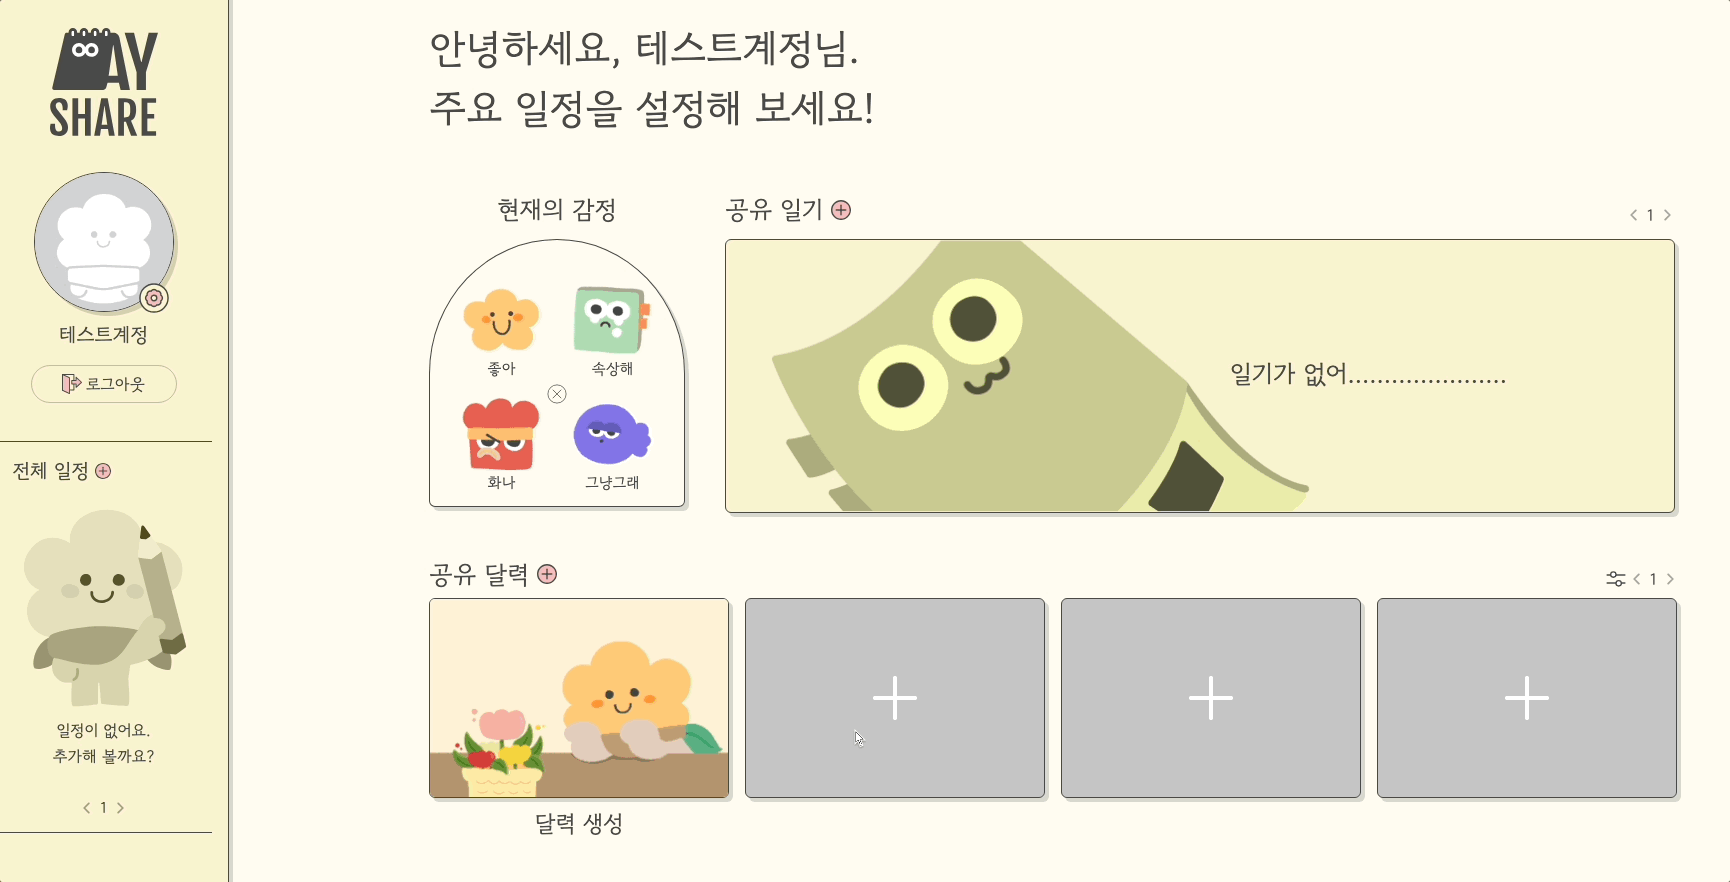 DAY
SHARE
테스트계정
로그아웃
전체 일정
일정이 없어요.
추가해 볼까요?
1
안녕하세요, 테스트계정님.
주요 일정을 설정해 보세요!
현재의 감정
좋아
속상해
화나
그냥그래
공유 일기
1
일기가 없어......................
공유 달력
1
달력 생성